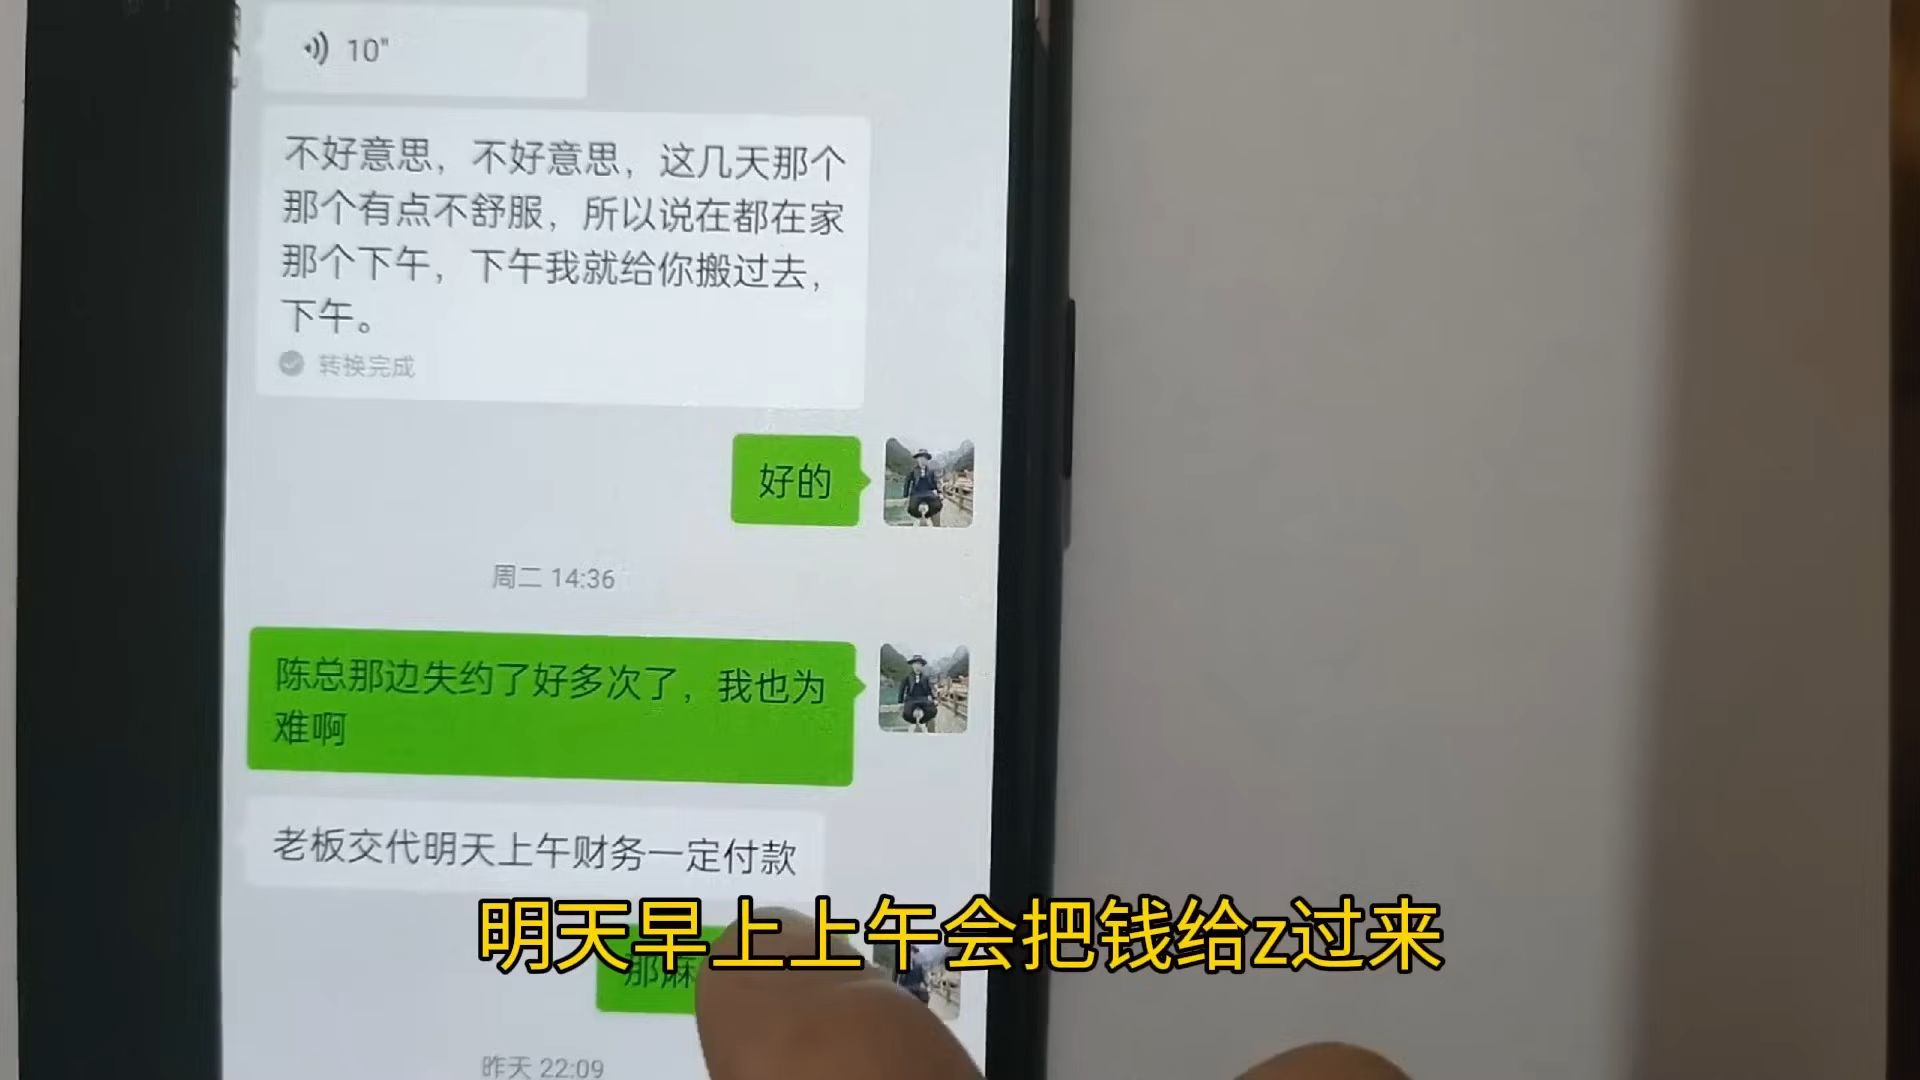 10"
不好意思，不好意思，这几天那个
那个有点不舒服，所以说在都在家
那个下午，下午我就给你搬过去，
下午。
转换完成
好的
周二 14:36
陈总那边失约了好多次了，我也为
难啊
老板交代明天上午财务一定付款
明天早上上午会把钱给z过来
那麻
昨天 22:09